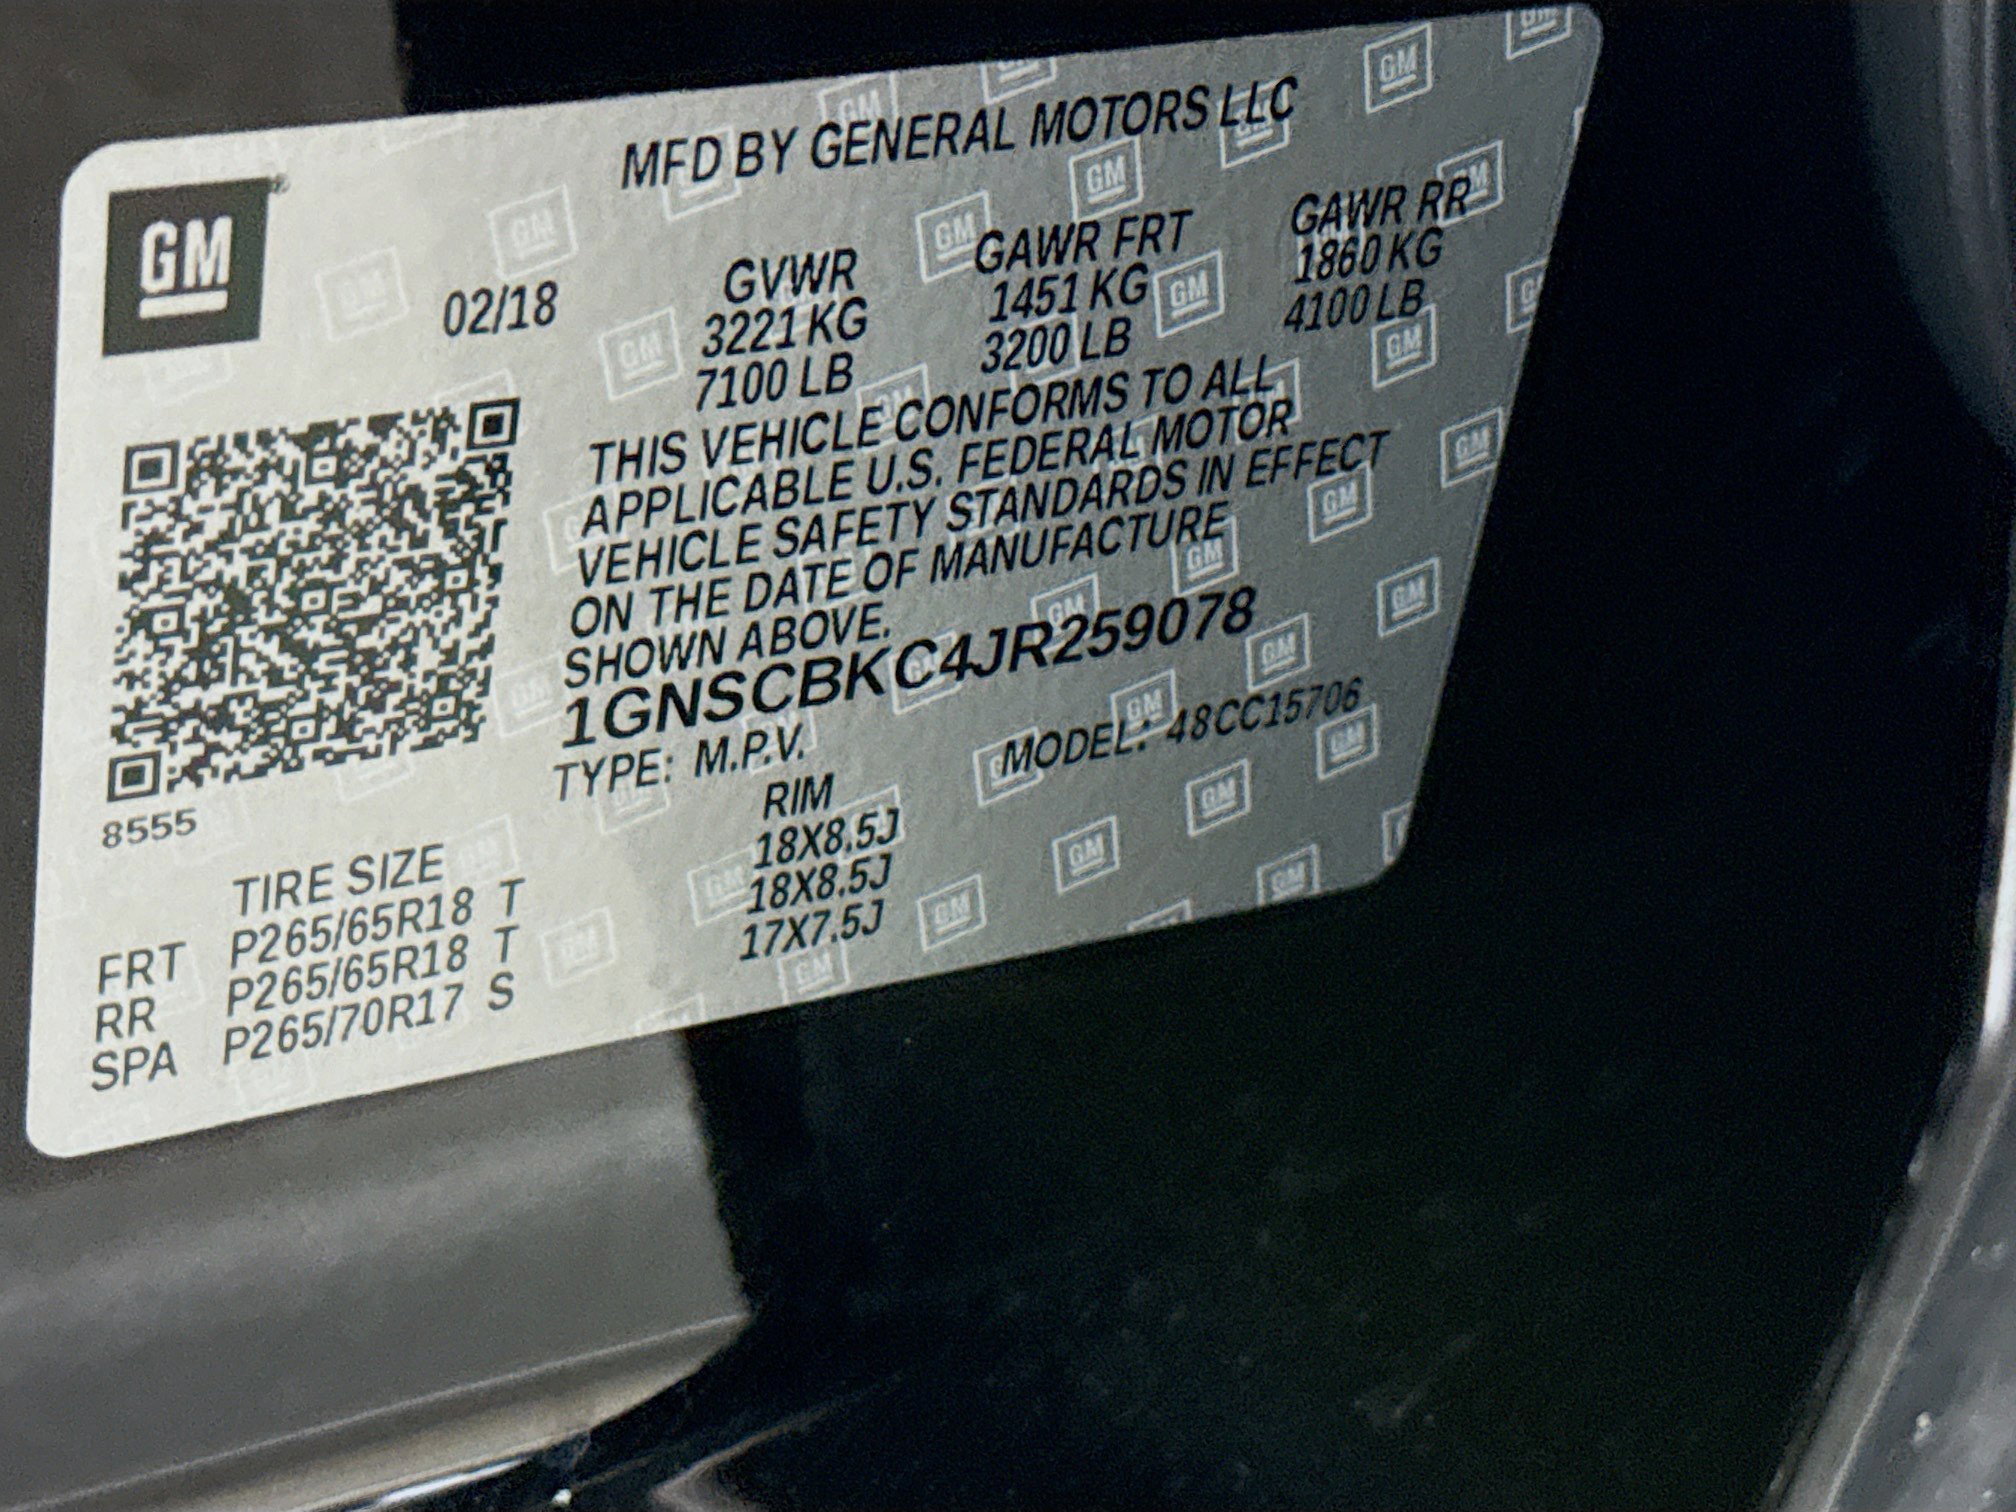 GM
MFD BY GENERAL MOTORS LLC
02/18
GVWR GAWR FRT GAWR RR
3221 KG 1451 KG 1860 KG
7100 LB 3200 LB 4100 LB
THIS VEHICLE CONFORMS TO ALL
APPLICABLE U.S. FEDERAL MOTOR
VEHICLE SAFETY STANDARDS IN EFFECT
ON THE DATE OF MANUFACTURE
SHOWN ABOVE.
1GNSCBKC4JR259078
TYPE: M.P.V. MODEL: 48CC15706
8555
TIRE SIZE RIM
FRT P265/65R18 T 18X8.5J
RR P265/65R18 T 18X8.5J
SPA P265/70R17 S 17X7.5J